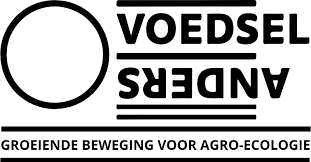 VOEDSEL
ANDERS
GROEIENDE BEWEGING VOOR AGRO-ECOLOGIE